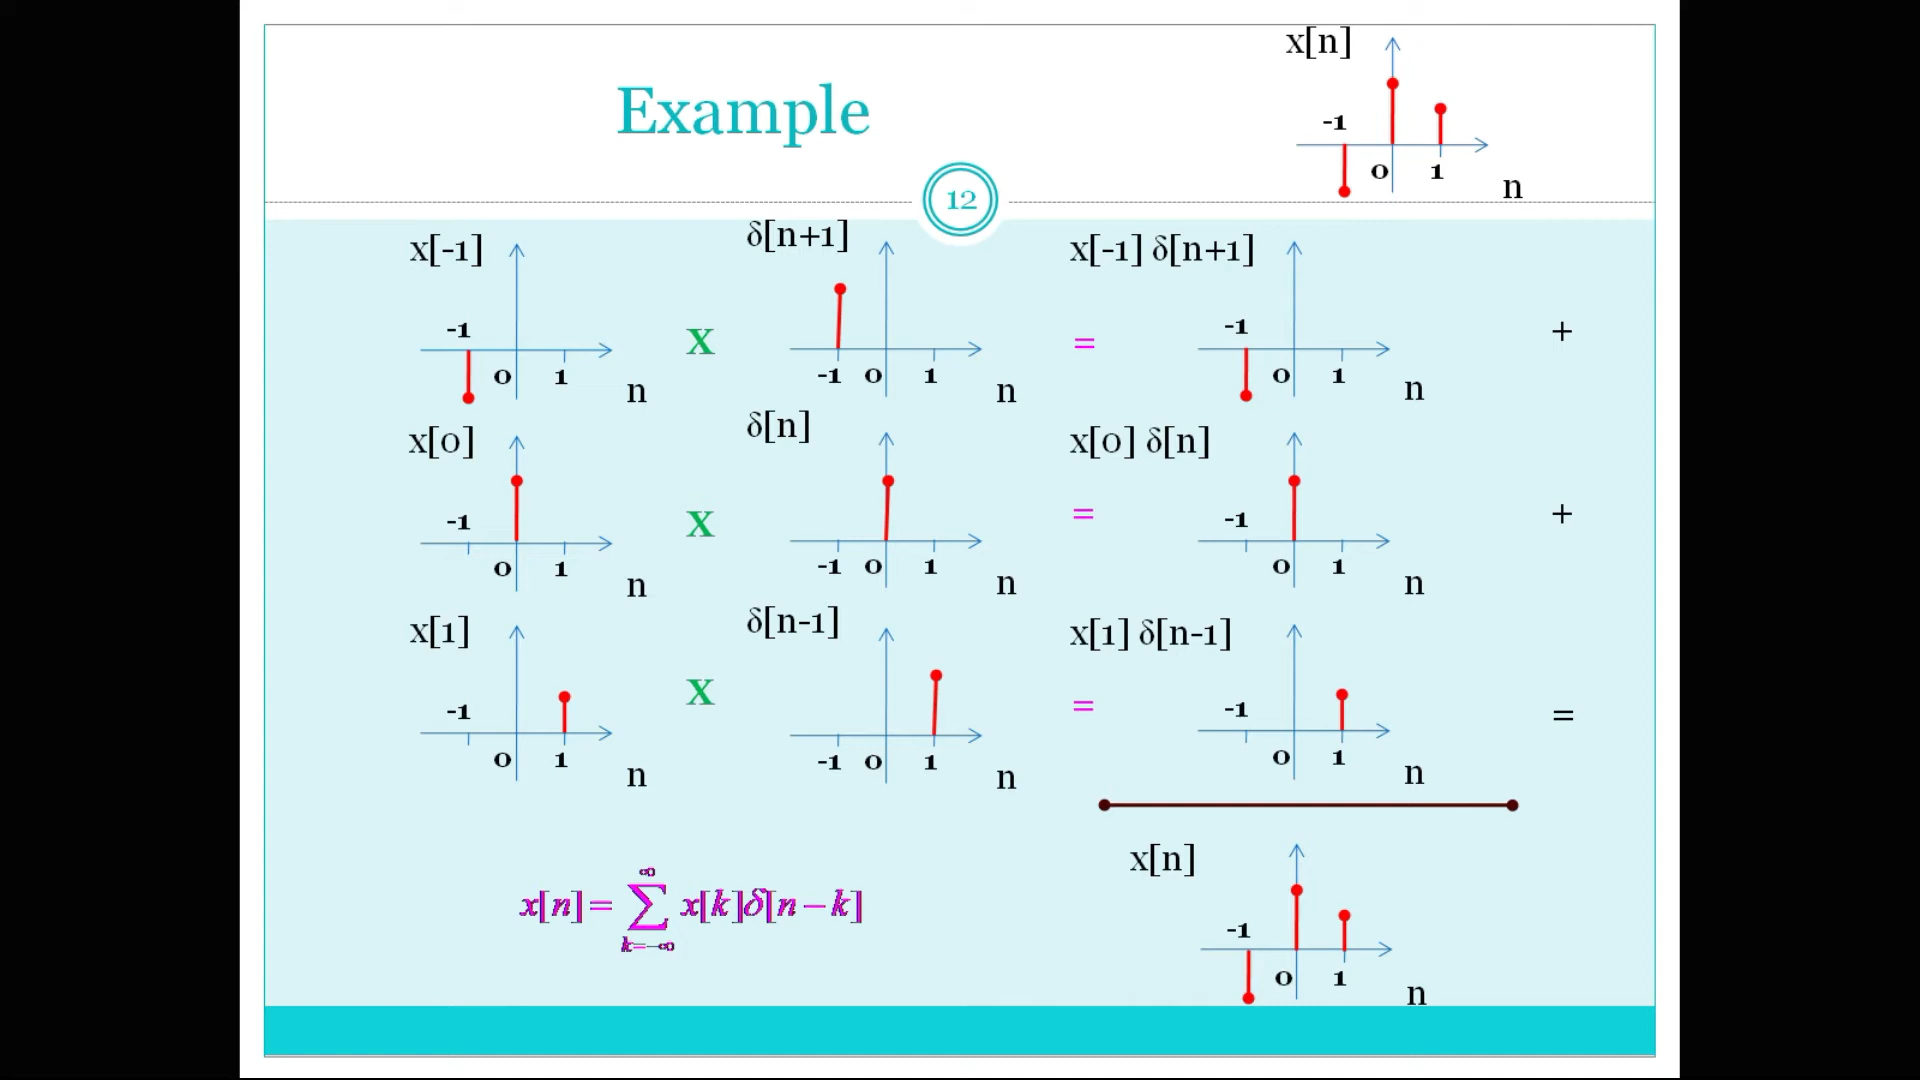 x[n]
Example
-1
0 1
n
12
x[-1] δ[n+1] x[-1] δ[n+1]
-1 -1
X = +
0 1 -1 0 1 0 1
n n n
x[0] δ[n] x[0] δ[n]
-1 X = -1 +
0 1 -1 0 1 0 1
n n n
x[1] δ[n-1] x[1] δ[n-1]
-1 X = -1 =
0 1 -1 0 1 0 1
n n n
x[n]
x[n] = ∑ x[k]δ[n − k]
∞
k=−∞
-1
0 1
n